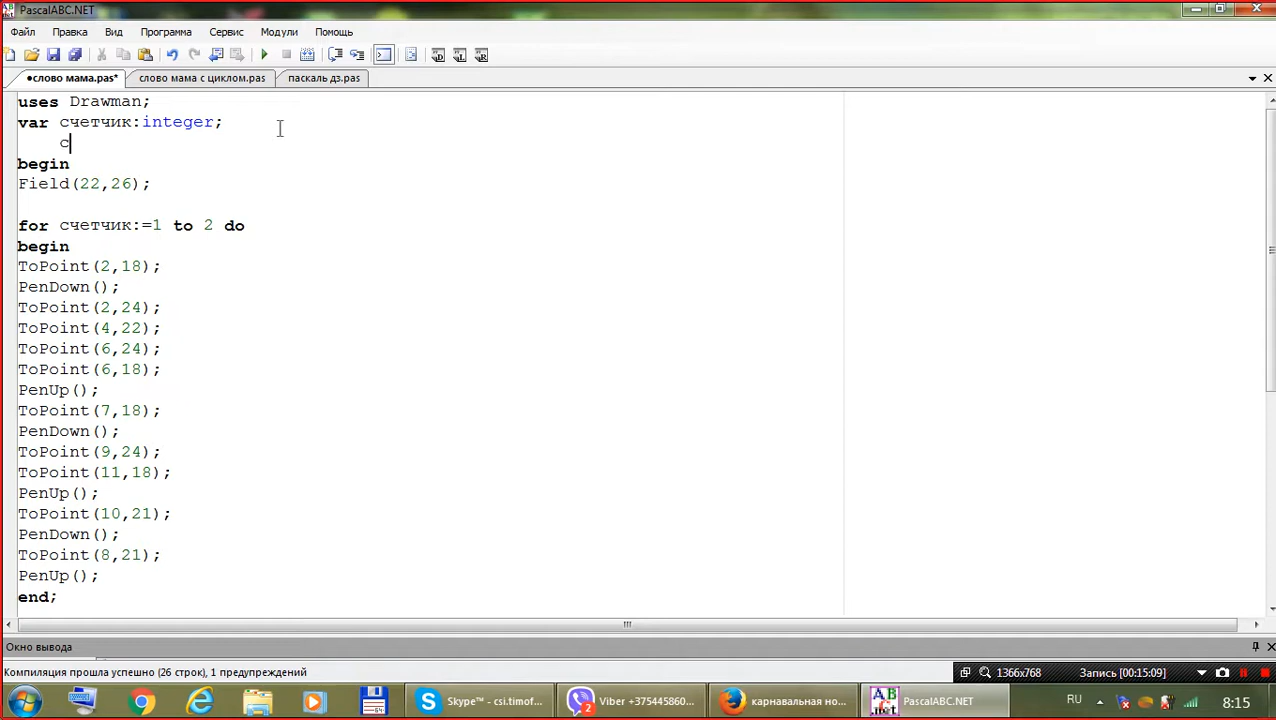 PascalABC.NET
Файл Правка Вид Программа Сервис Модули Помощь
•слово мама.pas* слово мама с циклом.pas паскаль дз.pas
uses Drawman;
var счетчик:integer;
с
begin
Field(22,26);
for счетчик:=1 to 2 do
begin
ToPoint(2,18);
PenDown();
ToPoint(2,24);
ToPoint(4,22);
ToPoint(6,24);
ToPoint(6,18);
PenUp();
ToPoint(7,18);
PenDown();
ToPoint(9,24);
ToPoint(11,18);
PenUp();
ToPoint(10,21);
PenDown();
ToPoint(8,21);
PenUp();
end;
Окно вывода
Компиляция прошла успешно (26 строк), 1 предупреждений 1366x768 Запись [00:15:09]
Skype™ - csi.timof... 2 Viber +375445860... карнавальная но... PascalABC.NET RU 8:15